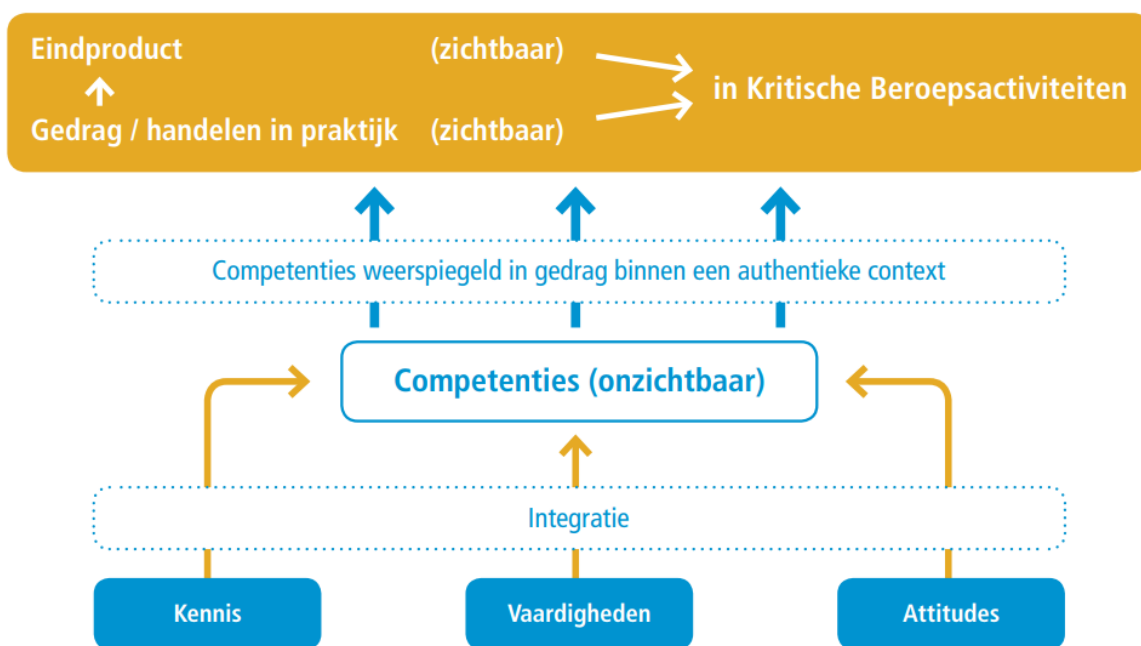 Eindproduct (zichtbaar)
in Kritische Beroepsactiviteiten
Gedrag / handelen in praktijk (zichtbaar)
Competenties weerspiegeld in gedrag binnen een authentieke context
Competenties (onzichtbaar)
Integratie
Kennis
Vaardigheden
Attitudes